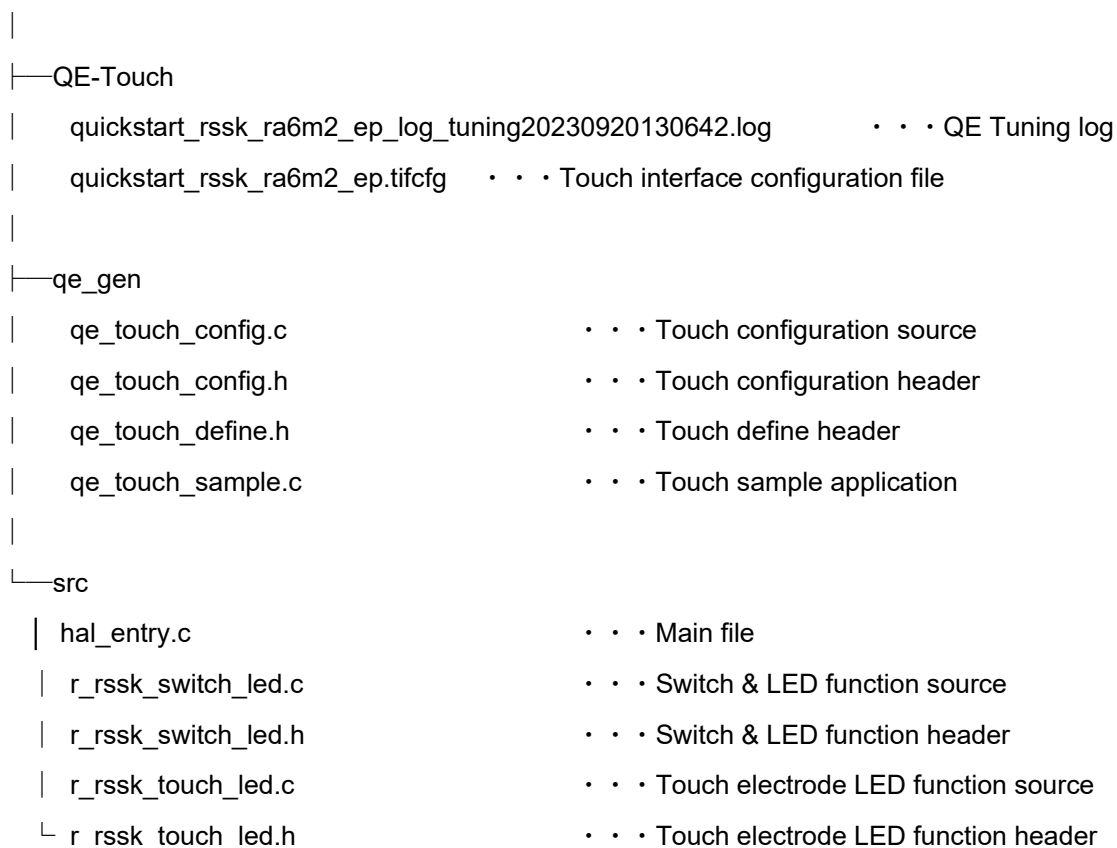 │
├──QE-Touch
│ quickstart_rssk_ra6m2_ep_log_tuning20230920130642.log ・・・QE Tuning log
│ quickstart_rssk_ra6m2_ep.tifcfg ・・・Touch interface configuration file
│
├──qe_gen
│ qe_touch_config.c ・・・Touch configuration source
│ qe_touch_config.h ・・・Touch configuration header
│ qe_touch_define.h ・・・Touch define header
│ qe_touch_sample.c ・・・Touch sample application
│
└──src
│ hal_entry.c ・・・Main file
│ r_rssk_switch_led.c ・・・Switch & LED function source
│ r_rssk_switch_led.h ・・・Switch & LED function header
│ r_rssk_touch_led.c ・・・Touch electrode LED function source
└ r_rssk_touch_led.h ・・・Touch electrode LED function header